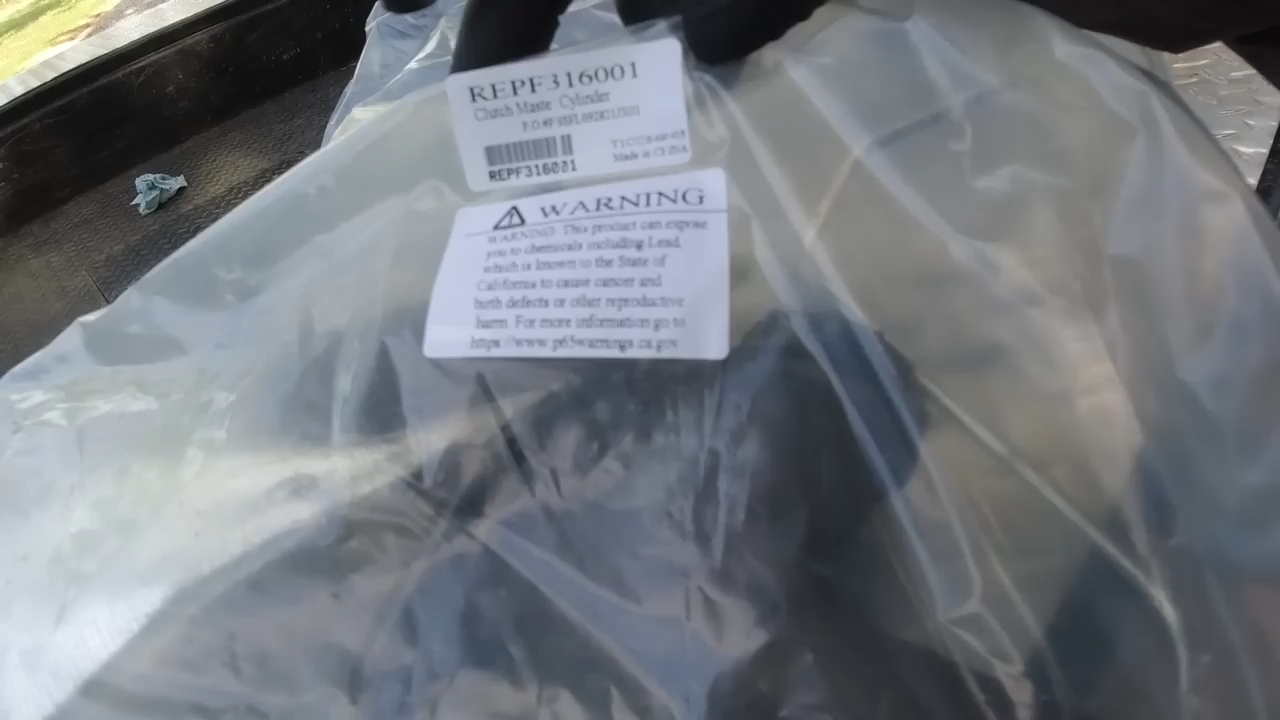 REPF316001
Clutch Maste Cylinder
REPF316001
Made in CHINA
WARNING
WARNING This product can expose
you to chemicals including Lead,
which is known to the State of
California to cause cancer and
birth defects or other reproductive
harm For more information go to
https://www.p65warnings.ca.gov